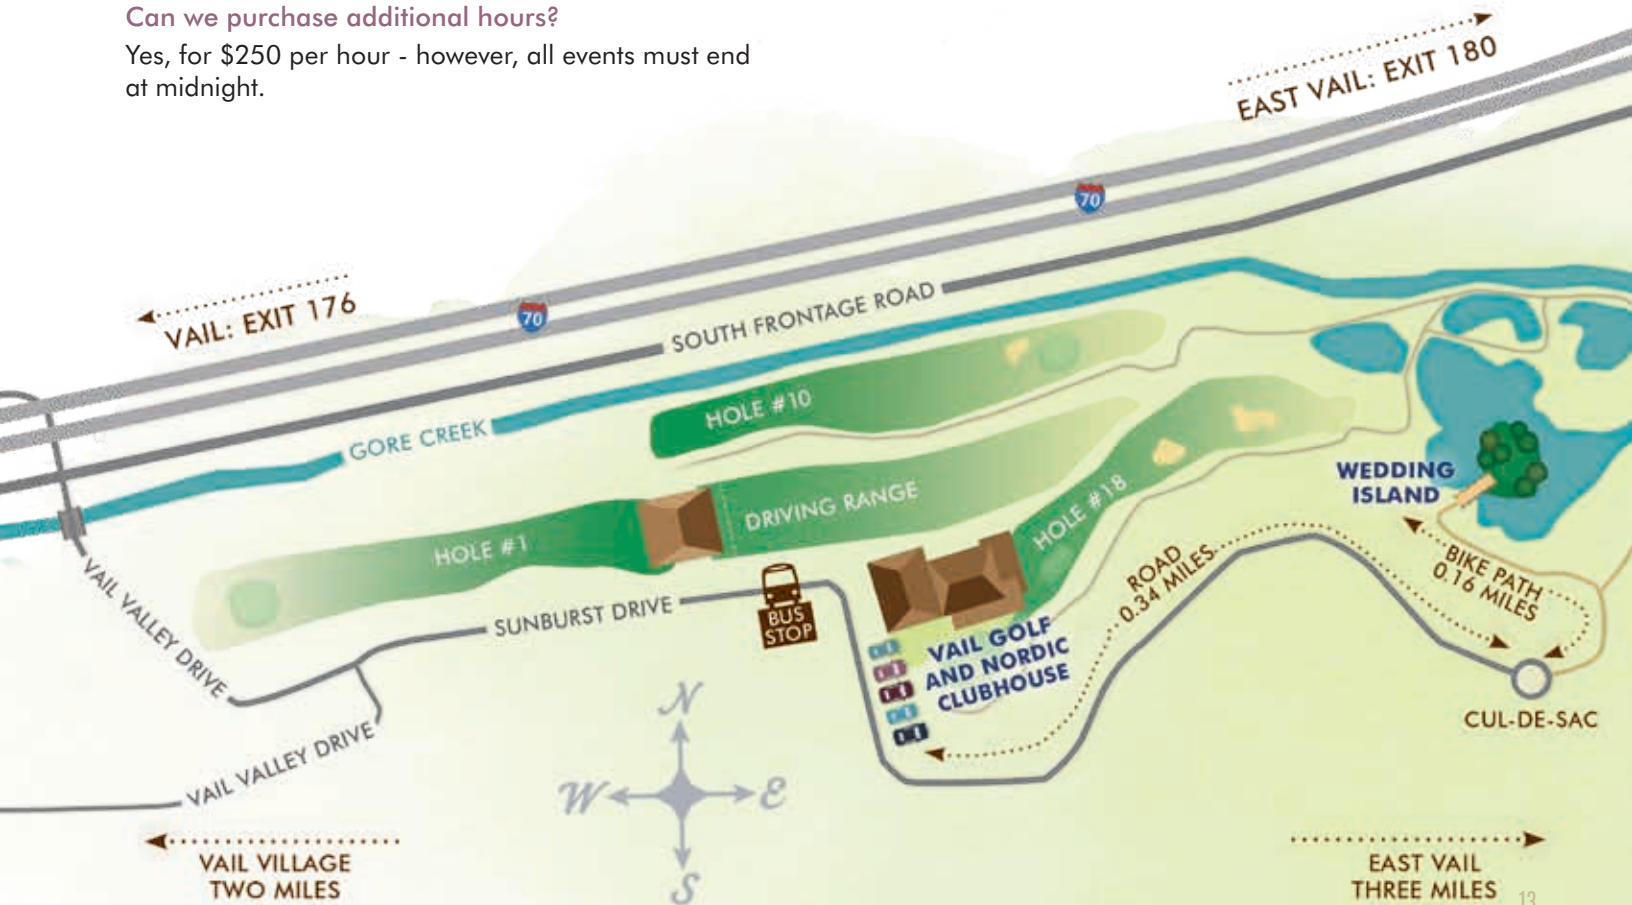 Can we purchase additional hours?
Yes, for $250 per hour - however, all events must end
at midnight.
EAST VAIL: EXIT 180
70
VAIL: EXIT 176
70
SOUTH FRONTAGE ROAD
GORE CREEK
HOLE #10
WEDDING
ISLAND
DRIVING RANGE
HOLE #18
HOLE #1
BIKE PATH
0.16 MILES
ROAD
0.34 MILES
VAIL VALLEY DRIVE
SUNBURST DRIVE
BUS
STOP
VAIL GOLF
AND NORDIC
CLUBHOUSE
CUL-DE-SAC
VAIL VALLEY DRIVE
N
W
E
S
VAIL VILLAGE
TWO MILES
EAST VAIL
THREE MILES
13